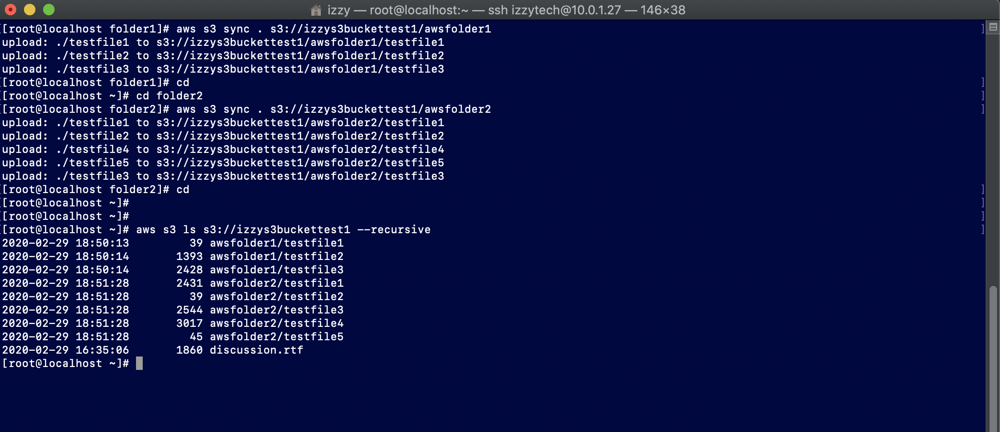 izzy — root@localhost:~ — ssh izzytech@10.0.1.27 — 146×38
[root@localhost folder1]# aws s3 sync . s3://izzys3buckettest1/awsfolder1
upload: ./testfile1 to s3://izzys3buckettest1/awsfolder1/testfile1
upload: ./testfile2 to s3://izzys3buckettest1/awsfolder1/testfile2
upload: ./testfile3 to s3://izzys3buckettest1/awsfolder1/testfile3
[root@localhost folder1]# cd
[root@localhost ~]# cd folder2
[root@localhost folder2]# aws s3 sync . s3://izzys3buckettest1/awsfolder2
upload: ./testfile1 to s3://izzys3buckettest1/awsfolder2/testfile1
upload: ./testfile2 to s3://izzys3buckettest1/awsfolder2/testfile2
upload: ./testfile4 to s3://izzys3buckettest1/awsfolder2/testfile4
upload: ./testfile5 to s3://izzys3buckettest1/awsfolder2/testfile5
upload: ./testfile3 to s3://izzys3buckettest1/awsfolder2/testfile3
[root@localhost folder2]# cd
[root@localhost ~]#
[root@localhost ~]#
[root@localhost ~]# aws s3 ls s3://izzys3buckettest1 --recursive
2020-02-29 18:50:13         39 awsfolder1/testfile1
2020-02-29 18:50:14       1393 awsfolder1/testfile2
2020-02-29 18:50:14       2428 awsfolder1/testfile3
2020-02-29 18:51:28       2431 awsfolder2/testfile1
2020-02-29 18:51:28         39 awsfolder2/testfile2
2020-02-29 18:51:28       2544 awsfolder2/testfile3
2020-02-29 18:51:28       3017 awsfolder2/testfile4
2020-02-29 18:51:28         45 awsfolder2/testfile5
2020-02-29 16:35:06       1860 discussion.rtf
[root@localhost ~]#